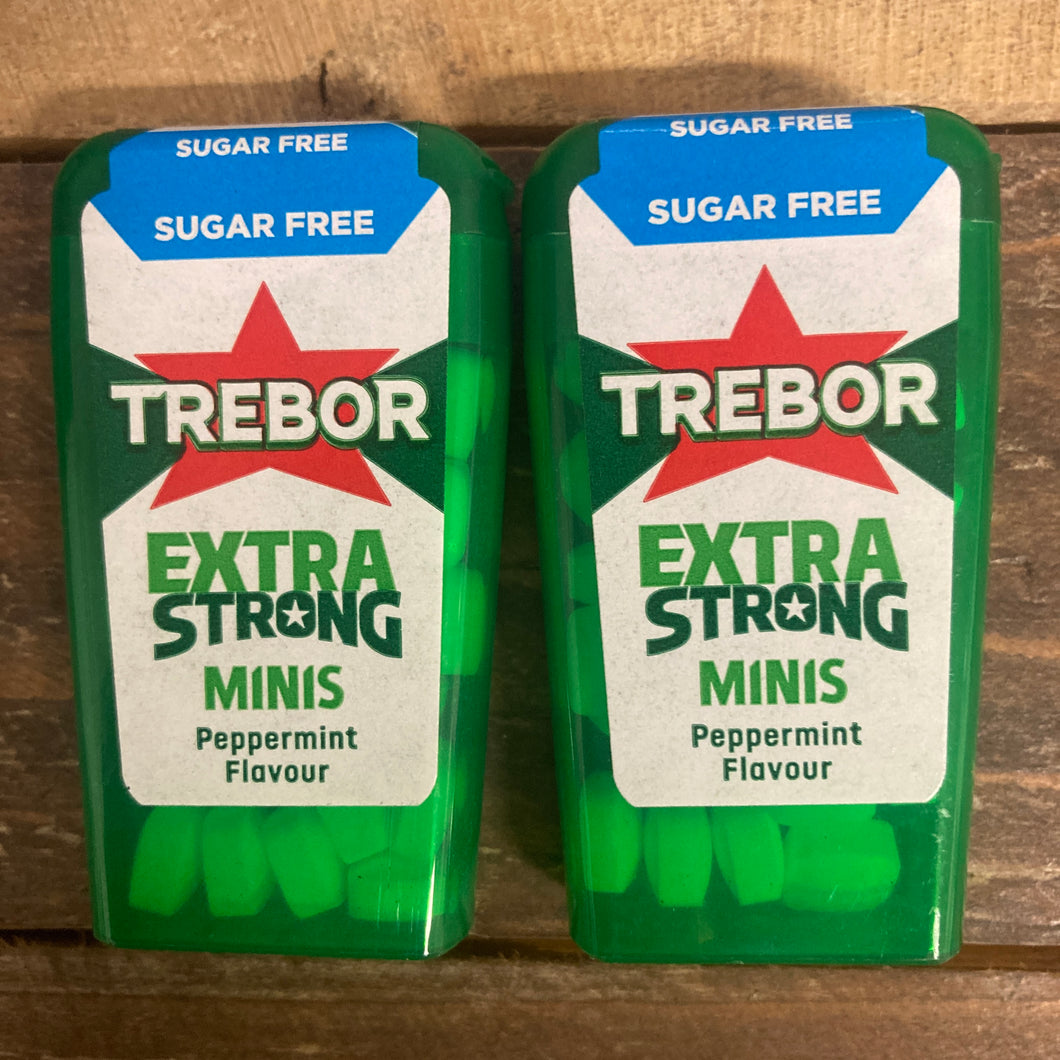 SUGAR FREE
SUGAR FREE
TREBOR
EXTRA
STRONG
MINIS
Peppermint
Flavour
SUGAR FREE
SUGAR FREE
TREBOR
EXTRA
STRONG
MINIS
Peppermint
Flavour